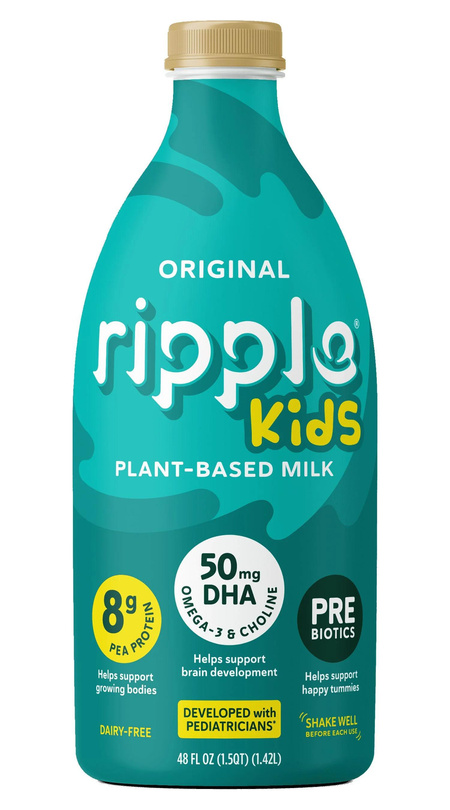 ORIGINAL
ripple®
Kids
PLANT-BASED MILK
50mg
DHA
OMEGA-3 & CHOLINE
Helps support
brain development
8g
PEA PROTEIN
Helps support
growing bodies
PRE
BIOTICS
Helps support
happy tummies
DAIRY-FREE
DEVELOPED with
PEDIATRICIANS*
SHAKE WELL
BEFORE EACH USE
48 FL OZ (1.5QT) (1.42L)